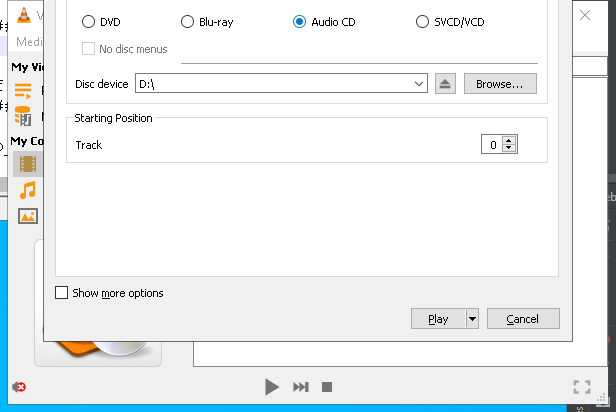 DVD
Blu-ray
Audio CD
SVCD/VCD
Medi
No disc menus
My Vi
Disc device
D:\
Browse...
Starting Position
Track
0
My Co
Show more options
Play
Cancel